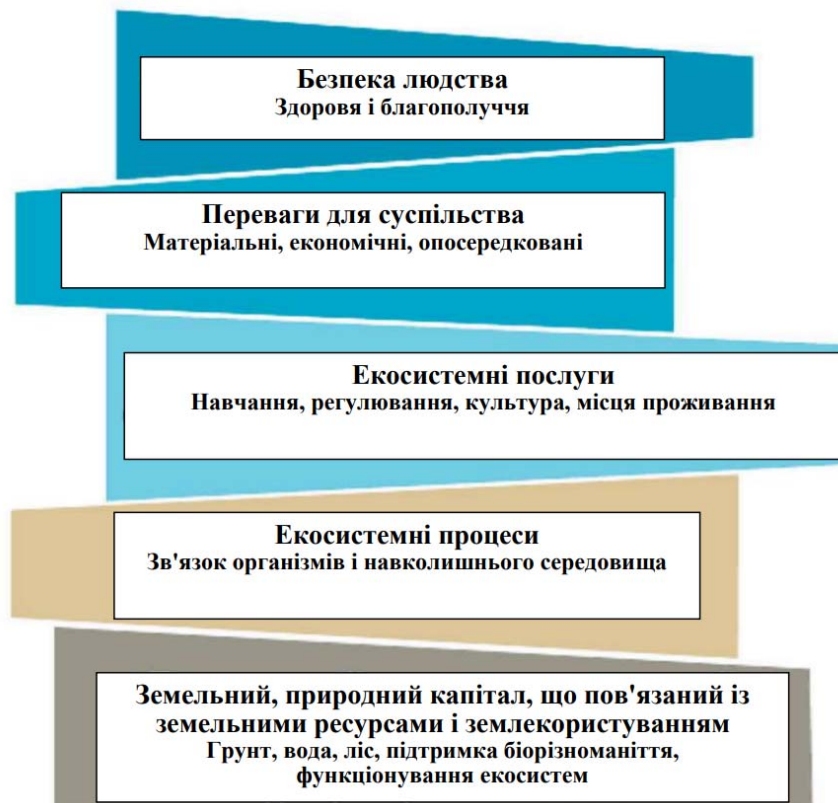 Безпека людства
Здоровя і благополуччя
Переваги для суспільства
Матеріальні, економічні, опосередковані
Екосистемні послуги
Навчання, регулювання, культура, місця проживання
Екосистемні процеси
Зв'язок організмів і навколишнього середовища
Земельний, природний капітал, що пов'язаний із
земельними ресурсами і землекористуванням
Грунт, вода, ліс, підтримка біорізноманіття,
функціонування екосистем